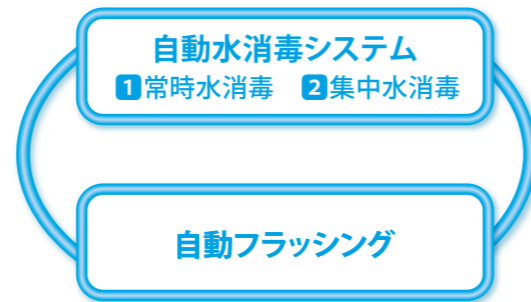 自動水消毒システム
1常時水消毒 2集中水消毒
自動フラッシング